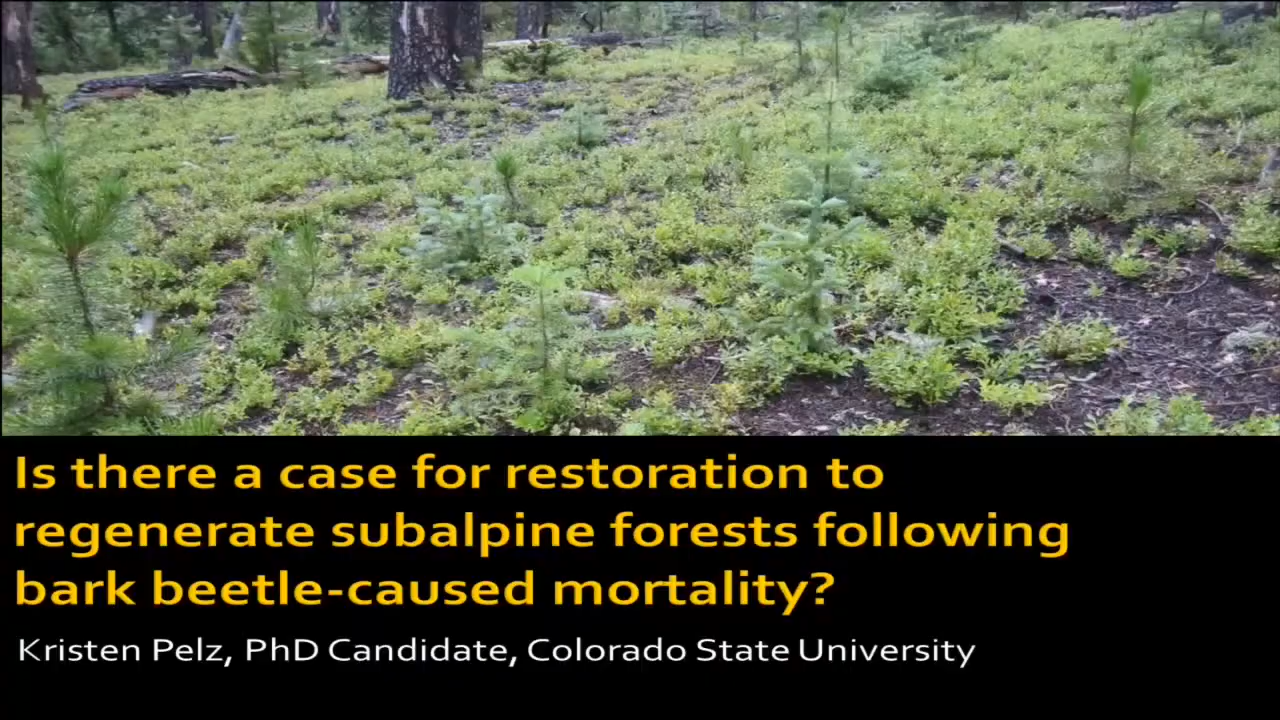 Is there a case for restoration to
regenerate subalpine forests following
bark beetle-caused mortality?
Kristen Pelz, PhD Candidate, Colorado State University